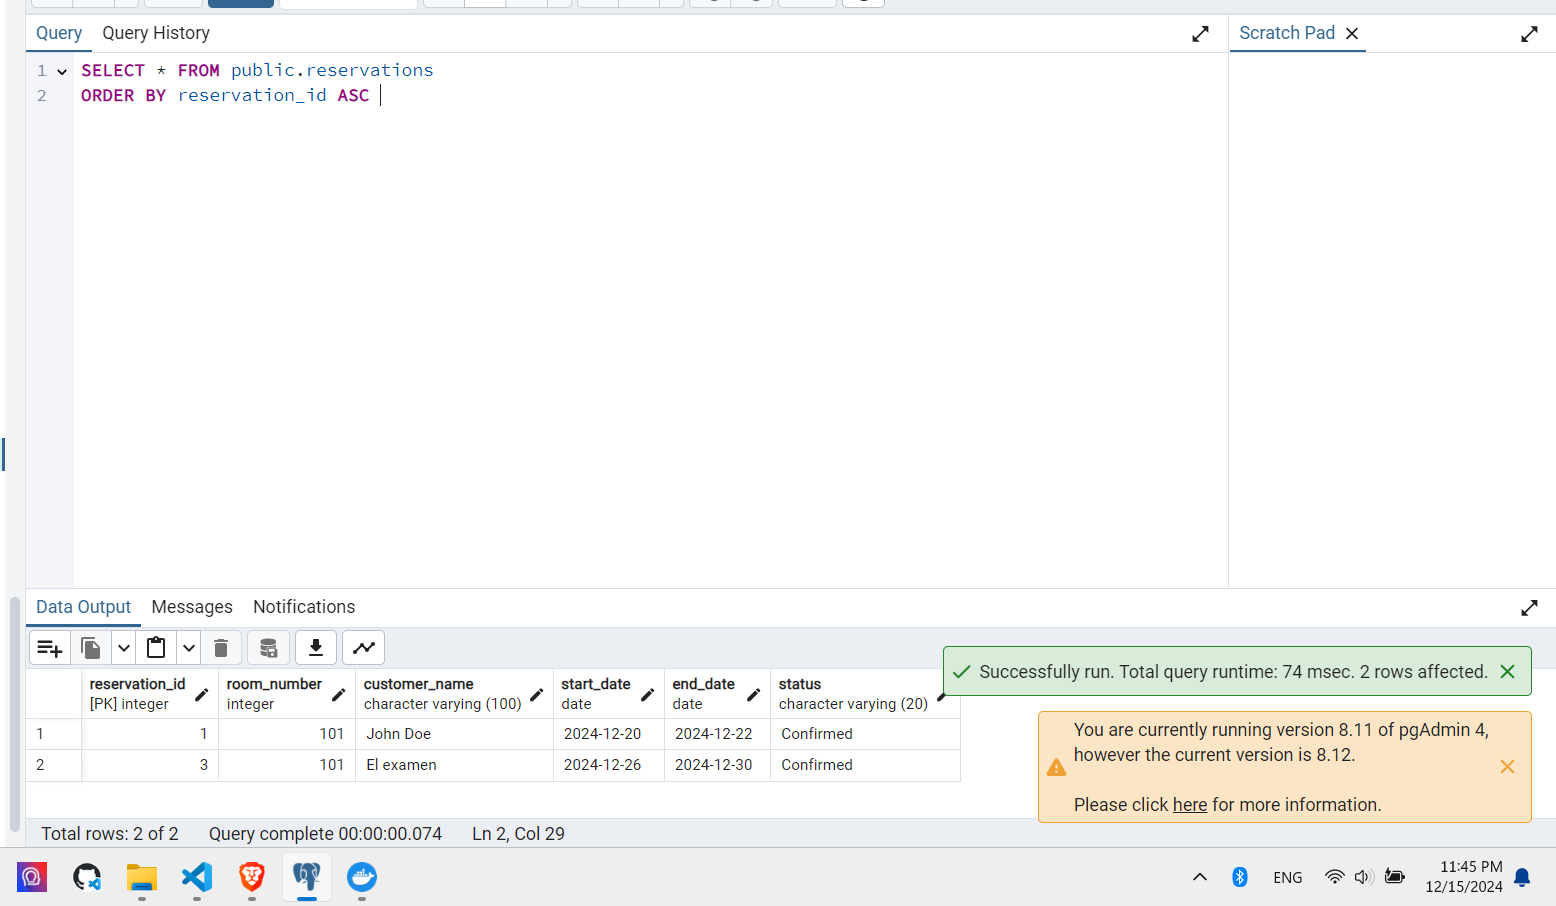 Query Query History
Scratch Pad
1 SELECT * FROM public.reservations
2 ORDER BY reservation_id ASC
Data Output Messages Notifications
reservation_id room_number customer_name start_date end_date status
[PK] integer integer character varying (100) date date character varying (20)
1 1 101 John Doe 2024-12-20 2024-12-22 Confirmed
2 3 101 El examen 2024-12-26 2024-12-30 Confirmed
Successfully run. Total query runtime: 74 msec. 2 rows affected.
You are currently running version 8.11 of pgAdmin 4,
however the current version is 8.12.
Please click here for more information.
Total rows: 2 of 2 Query complete 00:00:00.074 Ln 2, Col 29
ENG
11:45 PM
12/15/2024